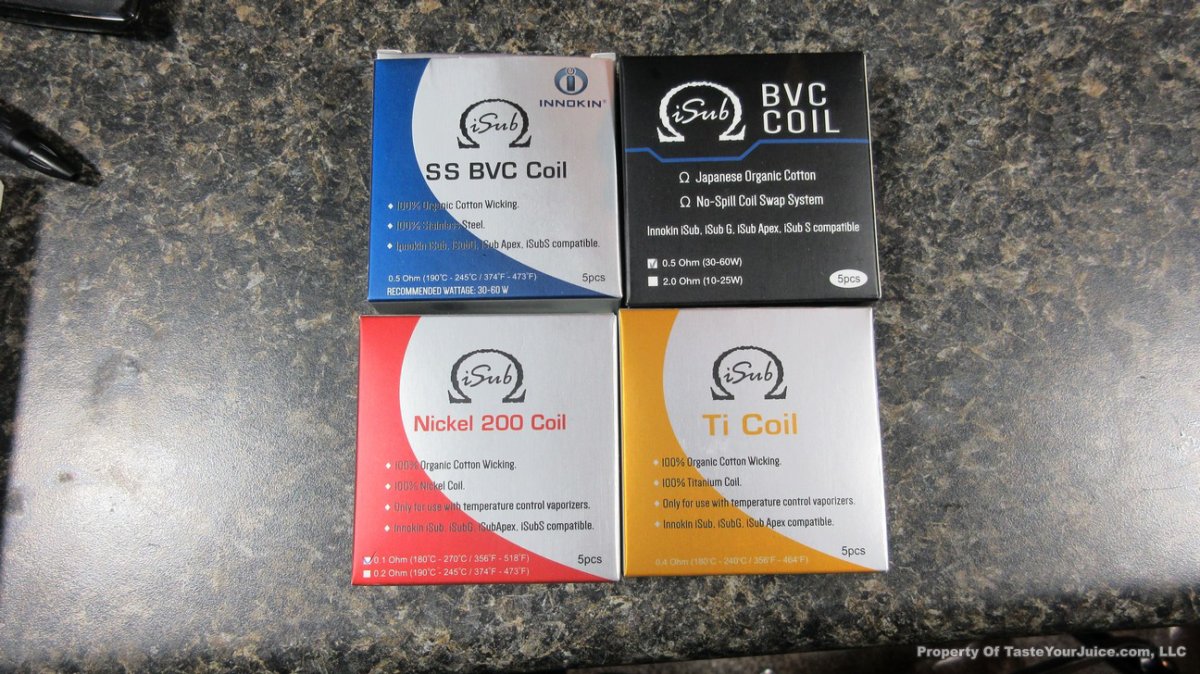 INNOKIN®
iSub
SS BVC Coil
100% Organic Cotton Wicking.
100% Stainless Steel.
Innokin iSub, iSubG, iSub Apex, iSubS compatible.
0.5 Ohm (190°C - 245°C / 374°F - 473°F)
RECOMMENDED WATTAGE: 30-60 W
5pcs
iSub
BVC
COIL
Ω Japanese Organic Cotton
Ω No-Spill Coil Swap System
Innokin iSub, iSub G, iSub Apex, iSub S compatible
0.5 Ohm (30-60W)
2.0 Ohm (10-25W)
5pcs
iSub
Nickel 200 Coil
100% Organic Cotton Wicking.
100% Nickel Coil.
Only for use with temperature control vaporizers.
Innokin iSub, iSubG, iSubApex, iSubS compatible.
0.1 Ohm (180°C - 270°C / 356°F - 518°F)
0.2 Ohm (190°C - 245°C / 374°F - 473°F)
5pcs
iSub
Ti Coil
100% Organic Cotton Wicking.
100% Titanium Coil.
Only for use with temperature control vaporizers.
Innokin iSub, iSubG, iSub Apex compatible.
0.4 Ohm (180°C - 240°C / 356°F - 464°F)
5pcs
Property Of TasteYourJuice.com, LLC